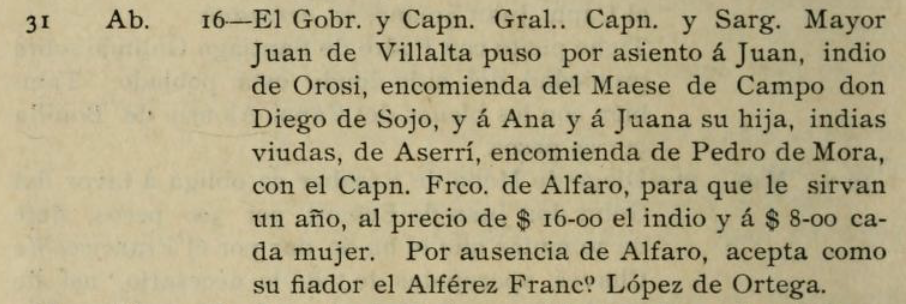 31 Ab. 16—El Gobr. y Capn. Gral.. Capn. y Sarg. Mayor
Juan de Villalta puso por asiento á Juan, indio
de Orosi, encomienda del Maese de Campo don
Diego de Sojo, y á Ana y á Juana su hija, indias
viudas, de Aserrí, encomienda de Pedro de Mora,
con el Capn. Frco. de Alfaro, para que le sirvan
un año, al precio de $ 16-00 el indio y á $ 8-00 ca-
da mujer. Por ausencia de Alfaro, acepta como
su fiador el Alférez Francº López de Ortega.